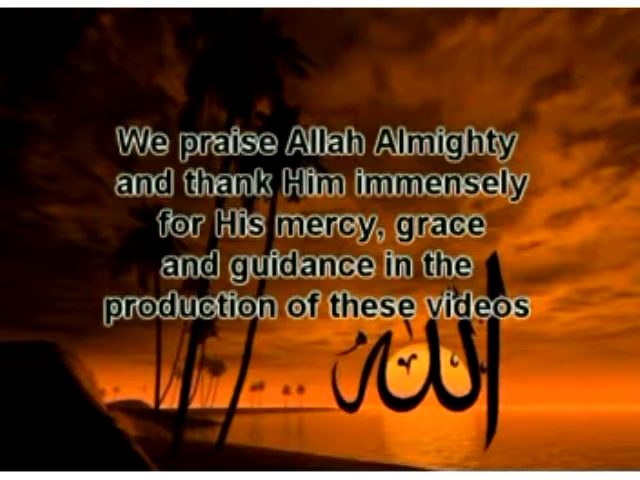 We praise Allah Almighty
and thank Him immensely
for His mercy, grace
and guidance in the
production of these videos
الله